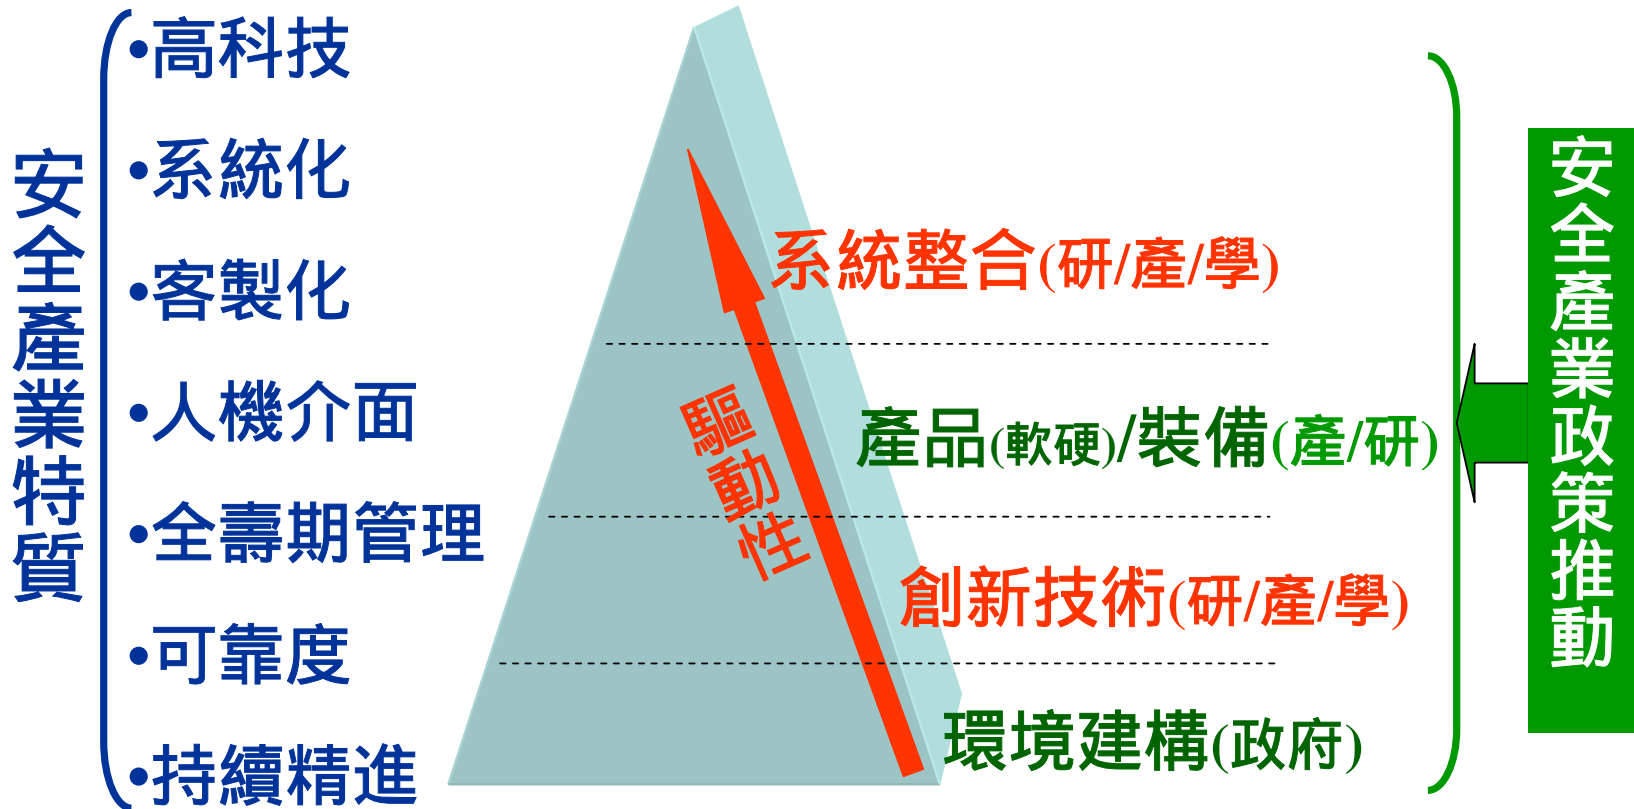 安全產業特質
•高科技
•系統化
•客製化
•人機介面
•全壽期管理
•可靠度
•持續精進
驅動性
系統整合(研/產/學)
產品(軟硬)/裝備(產/研)
創新技術(研/產/學)
環境建構(政府)
安全產業政策推動